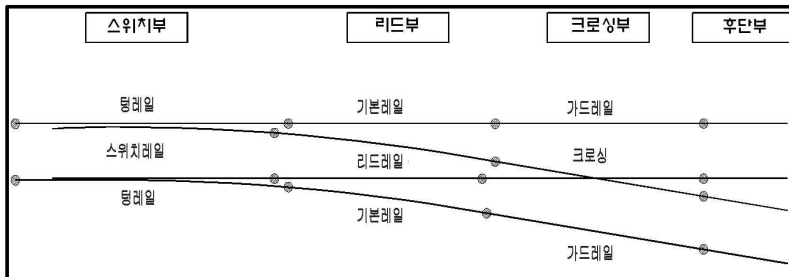 스위치부 리드부 크로싱부 후단부
텅레일 기본레일 가드레일
스위치레일 리드레일 크로싱
텅레일 기본레일
가드레일